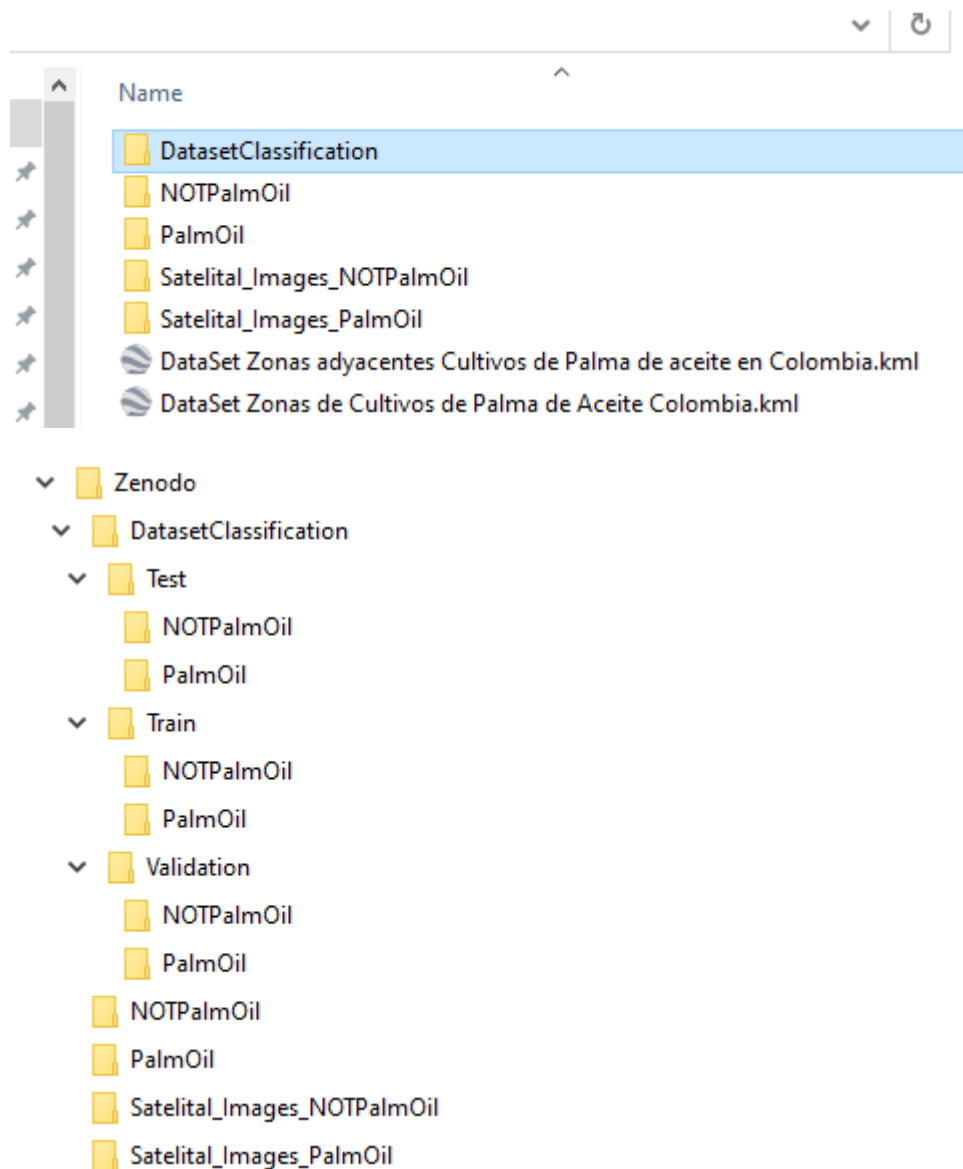 Name
DatasetClassification
NOTPalmOil
PalmOil
Satelital_Images_NOTPalmOil
Satelital_Images_PalmOil
DataSet Zonas adyacentes Cultivos de Palma de aceite en Colombia.kml
DataSet Zonas de Cultivos de Palma de Aceite Colombia.kml
Zenodo
DatasetClassification
Test
NOTPalmOil
PalmOil
Train
NOTPalmOil
PalmOil
Validation
NOTPalmOil
PalmOil
NOTPalmOil
PalmOil
Satelital_Images_NOTPalmOil
Satelital_Images_PalmOil